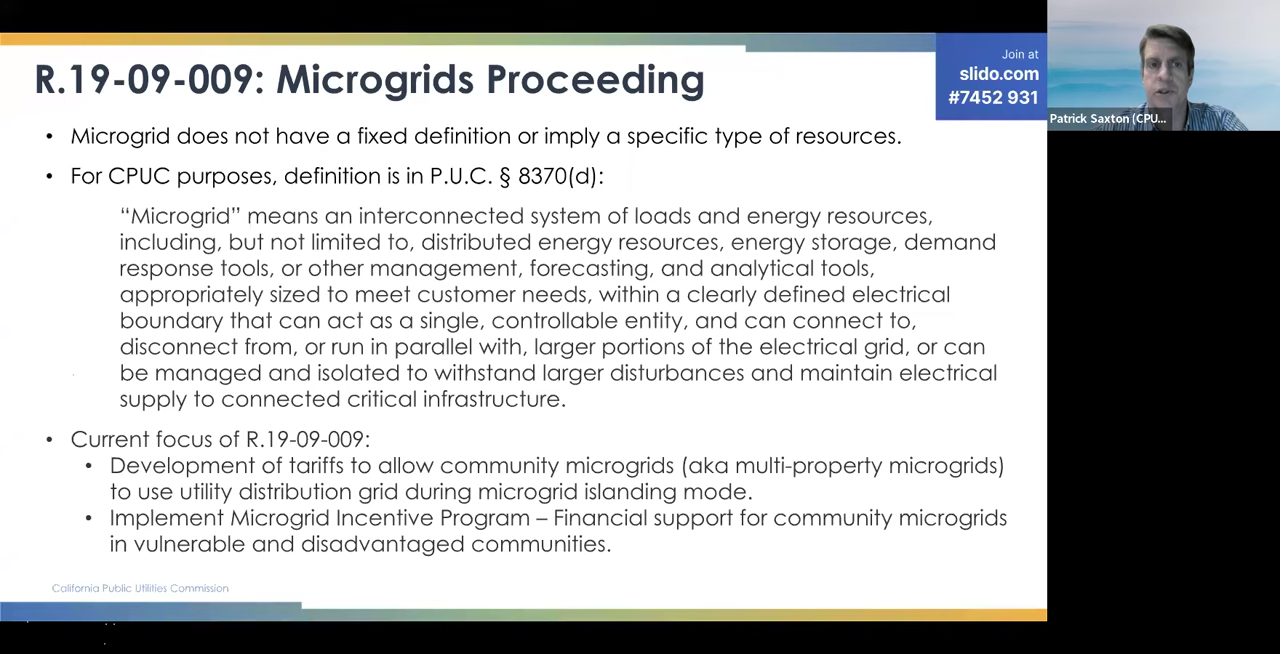 R.19-09-009: Microgrids Proceeding
Join at
slido.com
#7452 931
Patrick Saxton (CPU...
• Microgrid does not have a fixed definition or imply a specific type of resources.
• For CPUC purposes, definition is in P.U.C. § 8370(d):
“Microgrid” means an interconnected system of loads and energy resources,
including, but not limited to, distributed energy resources, energy storage, demand
response tools, or other management, forecasting, and analytical tools,
appropriately sized to meet customer needs, within a clearly defined electrical
boundary that can act as a single, controllable entity, and can connect to,
disconnect from, or run in parallel with, larger portions of the electrical grid, or can
be managed and isolated to withstand larger disturbances and maintain electrical
supply to connected critical infrastructure.
• Current focus of R.19-09-009:
• Development of tariffs to allow community microgrids (aka multi-property microgrids)
to use utility distribution grid during microgrid islanding mode.
• Implement Microgrid Incentive Program – Financial support for community microgrids
in vulnerable and disadvantaged communities.
California Public Utilities Commission